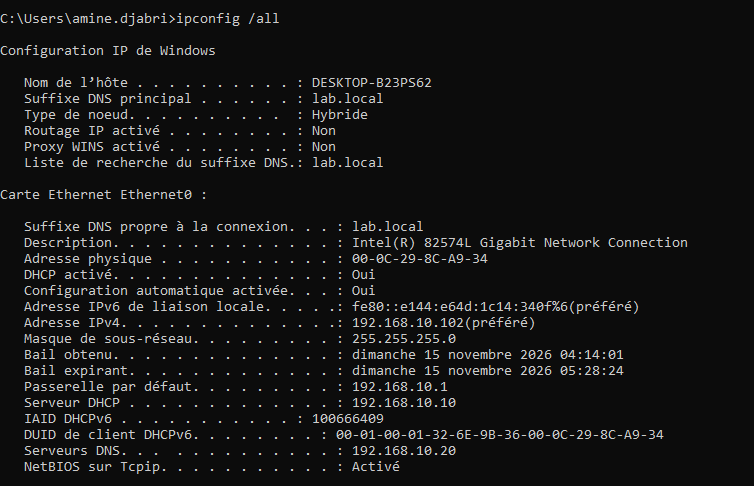 C:\Users\amine.djabri>ipconfig /all
Configuration IP de Windows
Nom de l’hôte . . . . . . . . . . : DESKTOP-B23PS62
Suffixe DNS principal . . . . . . : lab.local
Type de noeud. . . . . . . . . .  : Hybride
Routage IP activé . . . . . . . . : Non
Proxy WINS activé . . . . . . . . : Non
Liste de recherche du suffixe DNS.: lab.local
Carte Ethernet Ethernet0 :
Suffixe DNS propre à la connexion. . . : lab.local
Description. . . . . . . . . . . . . . : Intel(R) 82574L Gigabit Network Connection
Adresse physique . . . . . . . . . . . : 00-0C-29-8C-A9-34
DHCP activé. . . . . . . . . . . . . . : Oui
Configuration automatique activée. . . : Oui
Adresse IPv6 de liaison locale. . . . .: fe80::e144:e64d:1c14:340f%6(préféré)
Adresse IPv4. . . . . . . . . . . . . .: 192.168.10.102(préféré)
Masque de sous-réseau. . . . . . . . . : 255.255.255.0
Bail obtenu. . . . . . . . . . . . . . : dimanche 15 novembre 2026 04:14:01
Bail expirant. . . . . . . . . . . . . : dimanche 15 novembre 2026 05:28:24
Passerelle par défaut. . . . . . . . . : 192.168.10.1
Serveur DHCP . . . . . . . . . . . . . : 192.168.10.10
IAID DHCPv6 . . . . . . . . . . . : 100666409
DUID de client DHCPv6. . . . . . . . : 00-01-00-01-32-6E-9B-36-00-0C-29-8C-A9-34
Serveurs DNS. . .  . . . . . . . . . . : 192.168.10.20
NetBIOS sur Tcpip. . . . . . . . . . . : Activé